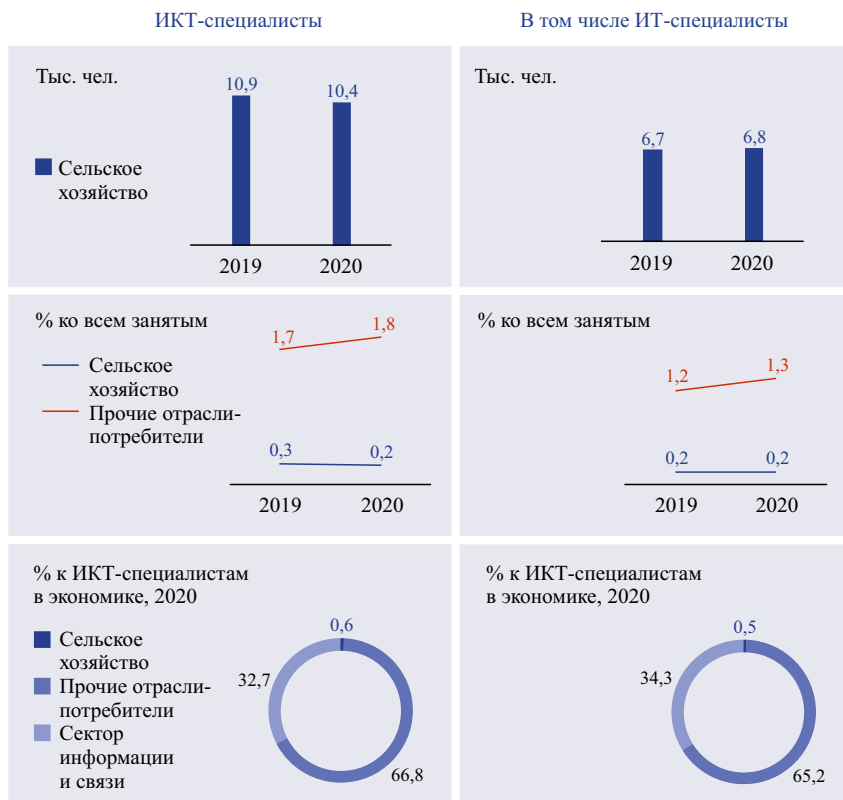 ИКТ-специалисты
В том числе ИТ-специалисты
Тыс. чел.
10,9
10,4
Сельское
хозяйство
2019
2020
Тыс. чел.
6,7
6,8
2019
2020
% ко всем занятым
1,7
1,8
Сельское
хозяйство
Прочие отрасли-
потребители
0,3
0,2
2019
2020
% ко всем занятым
1,2
1,3
0,2
0,2
2019
2020
% к ИКТ-специалистам
в экономике, 2020
Сельское
хозяйство
Прочие отрасли-
потребители
Сектор
информации
и связи
0,6
32,7
66,8
% к ИКТ-специалистам
в экономике, 2020
0,5
34,3
65,2